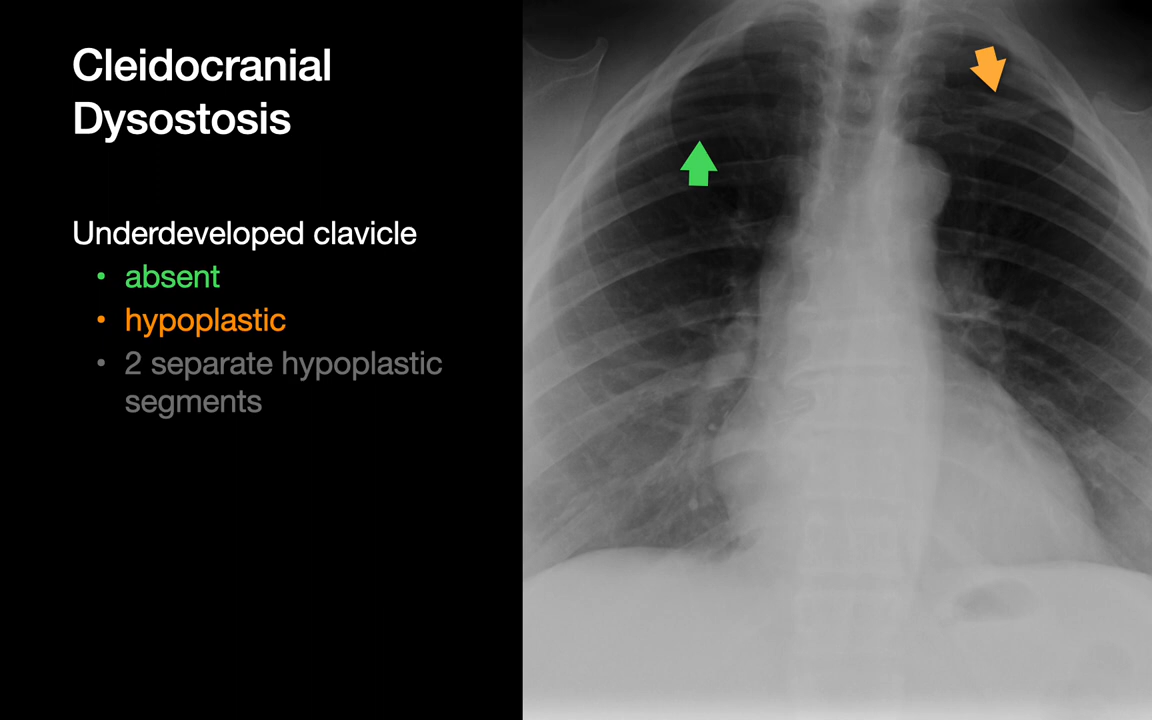 Cleidocranial
Dysostosis
Underdeveloped clavicle
• absent
• hypoplastic
• 2 separate hypoplastic
segments